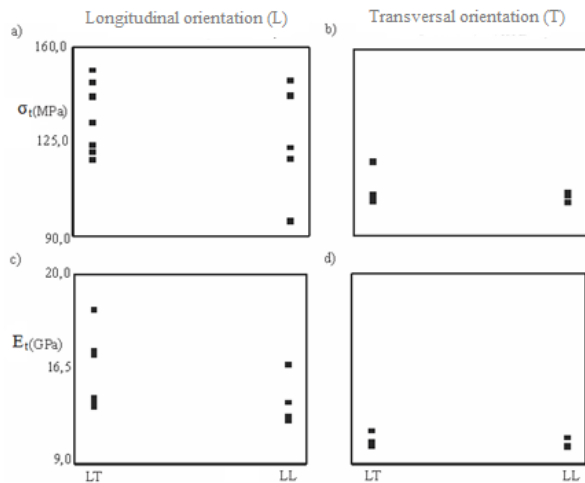 Longitudinal orientation (L)
Transversal orientation (T)
a)
b)
160,0
σt(MPa)
125,0
90,0
c)
d)
20,0
Et(GPa)
16,5
9,0
LT
LL
LT
LL